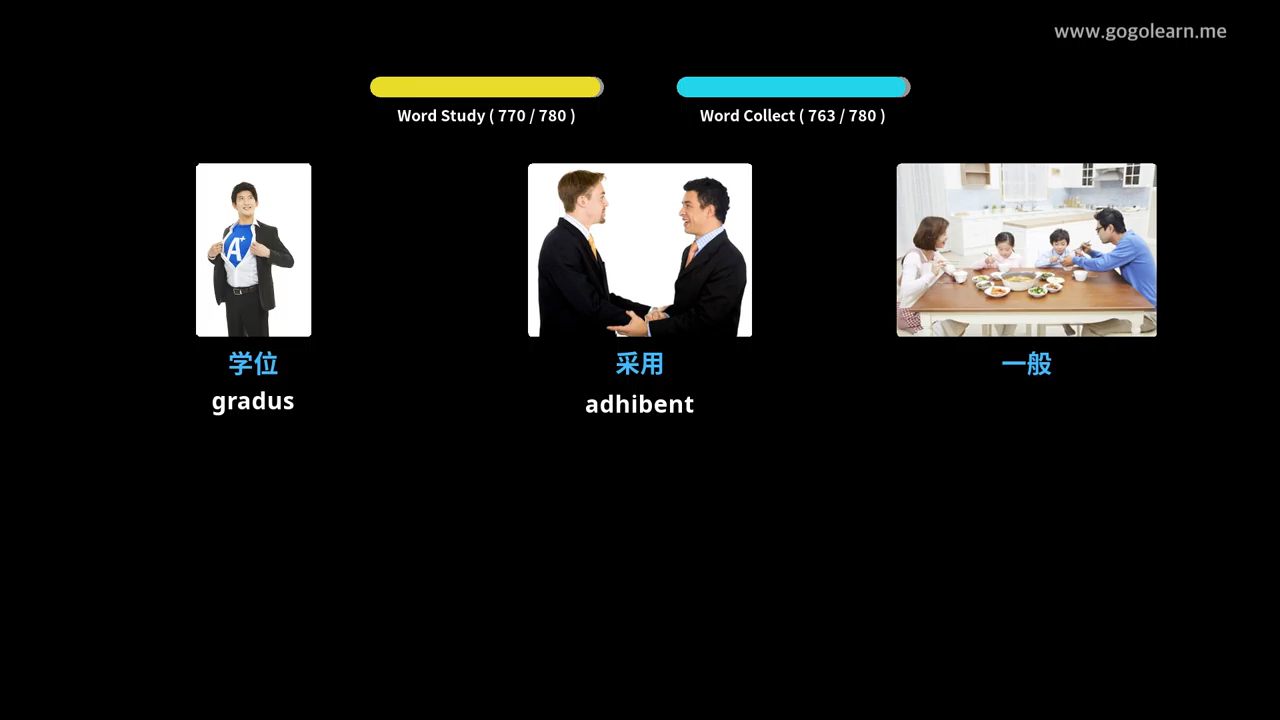 www.gogolearn.me
Word Study ( 770 / 780 )
Word Collect ( 763 / 780 )
A+
学位
采用
一般
gradus
adhibent